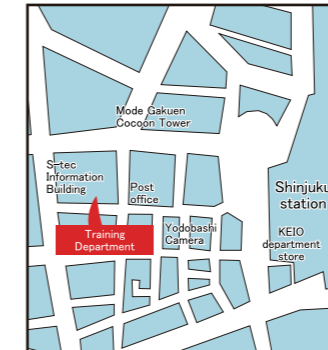 Mode Gakuen
Cocoon Tower
S-tec
Information
Building
Post
office
Shinjuku
station
Training
Department
Yodobashi
Camera
KEIO
department
store